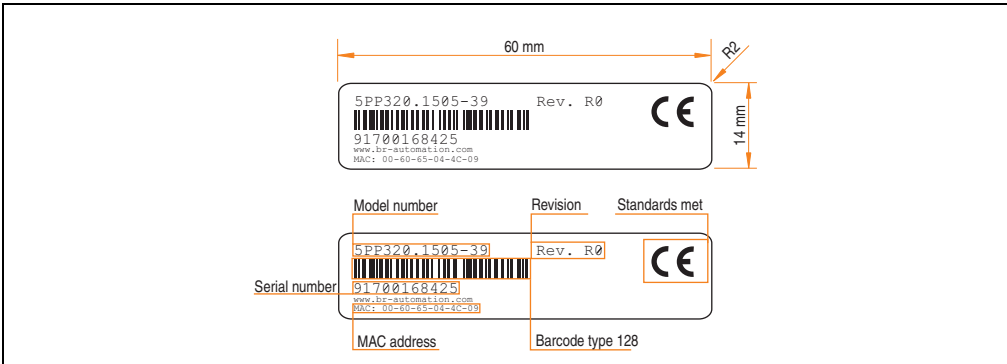 60 mm
R2
5PP320.1505-39 Rev. R0 CE
91700168425
www.br-automation.com
MAC: 00-60-65-04-4C-09
14 mm
Model number Revision Standards met
5PP320.1505-39 Rev. R0 CE
Serial number 91700168425
www.br-automation.com
MAC: 00-60-65-04-4C-09
MAC address Barcode type 128